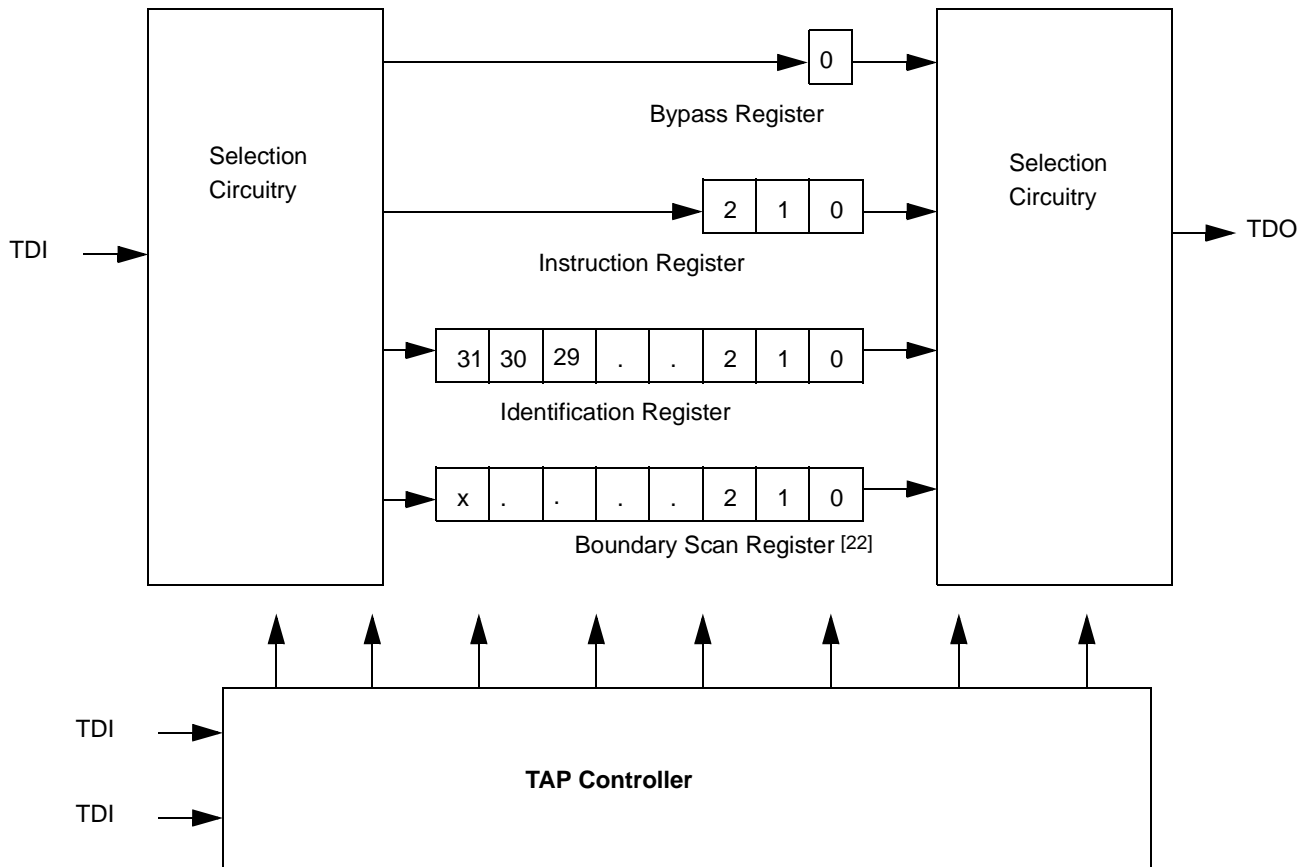 0
Bypass Register
Selection
Circuitry
Selection
Circuitry
2 1 0
TDI
TDO
Instruction Register
31 30 29 . . 2 1 0
Identification Register
x . . . . 2 1 0
Boundary Scan Register [22]
TDI
TAP Controller
TDI